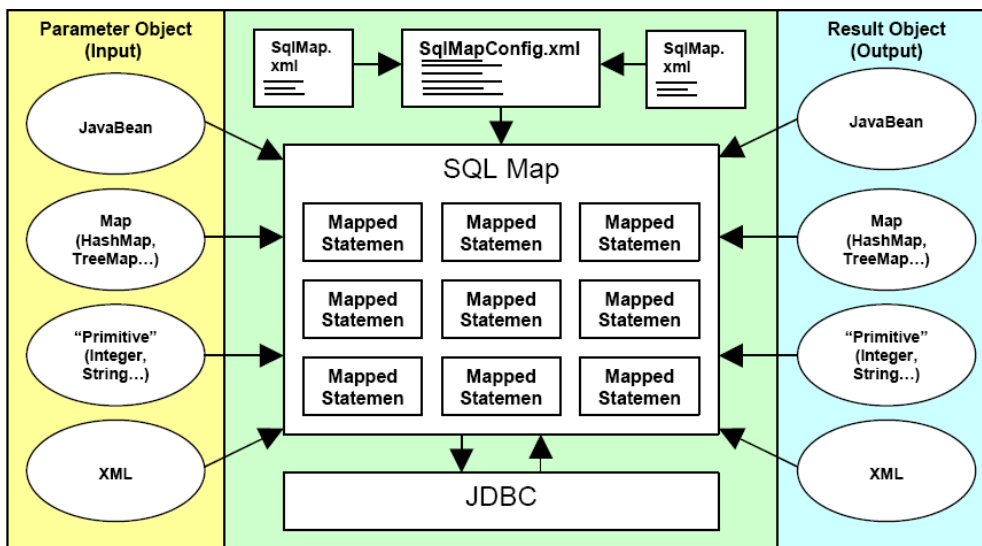 Parameter Object
(Input)
JavaBean
Map
(HashMap,
TreeMap…)
“Primitive”
(Integer,
String…)
XML
SqlMap.
xml
SqlMapConfig.xml
SqlMap.
xml
SQL Map
Mapped
Statemen
Mapped
Statemen
Mapped
Statemen
Mapped
Statemen
Mapped
Statemen
Mapped
Statemen
Mapped
Statemen
Mapped
Statemen
Mapped
Statemen
JDBC
Result Object
(Output)
JavaBean
Map
(HashMap,
TreeMap…)
“Primitive”
(Integer,
String…)
XML